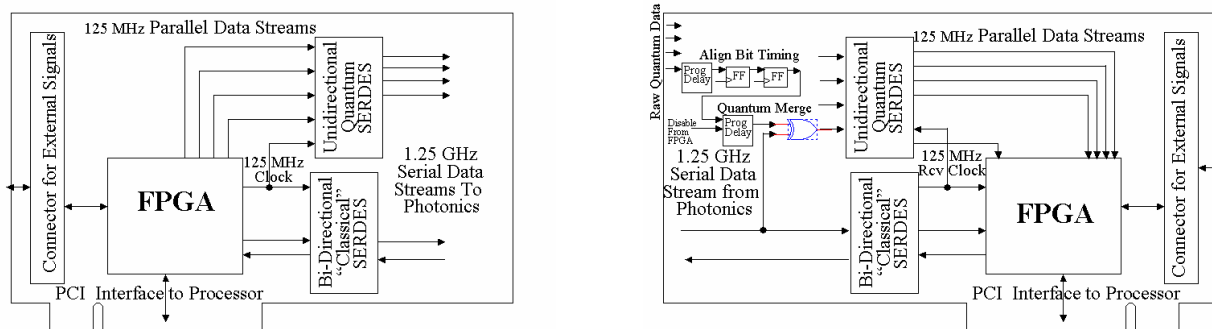 125 MHz Parallel Data Streams
Connector for External Signals
Unidirectional
Quantum
SERDES
125 MHz
Clock
FPGA
1.25 GHz
Serial Data
Streams To
Photonics
Bi-Directional
“Classical”
SERDES
PCI Interface to Processor
Raw Quantum Data
Align Bit Timing
Prog
Delay
FF
FF
Quantum Merge
Disable
From
FPGA
Prog
Delay
Unidirectional
Quantum
SERDES
125 MHz Parallel Data Streams
Connector for External Signals
1.25 GHz
Serial Data
Stream from
Photonics
125 MHz
Rcv Clock
FPGA
Bi-Directional
“Classical”
SERDES
PCI Interface to Processor